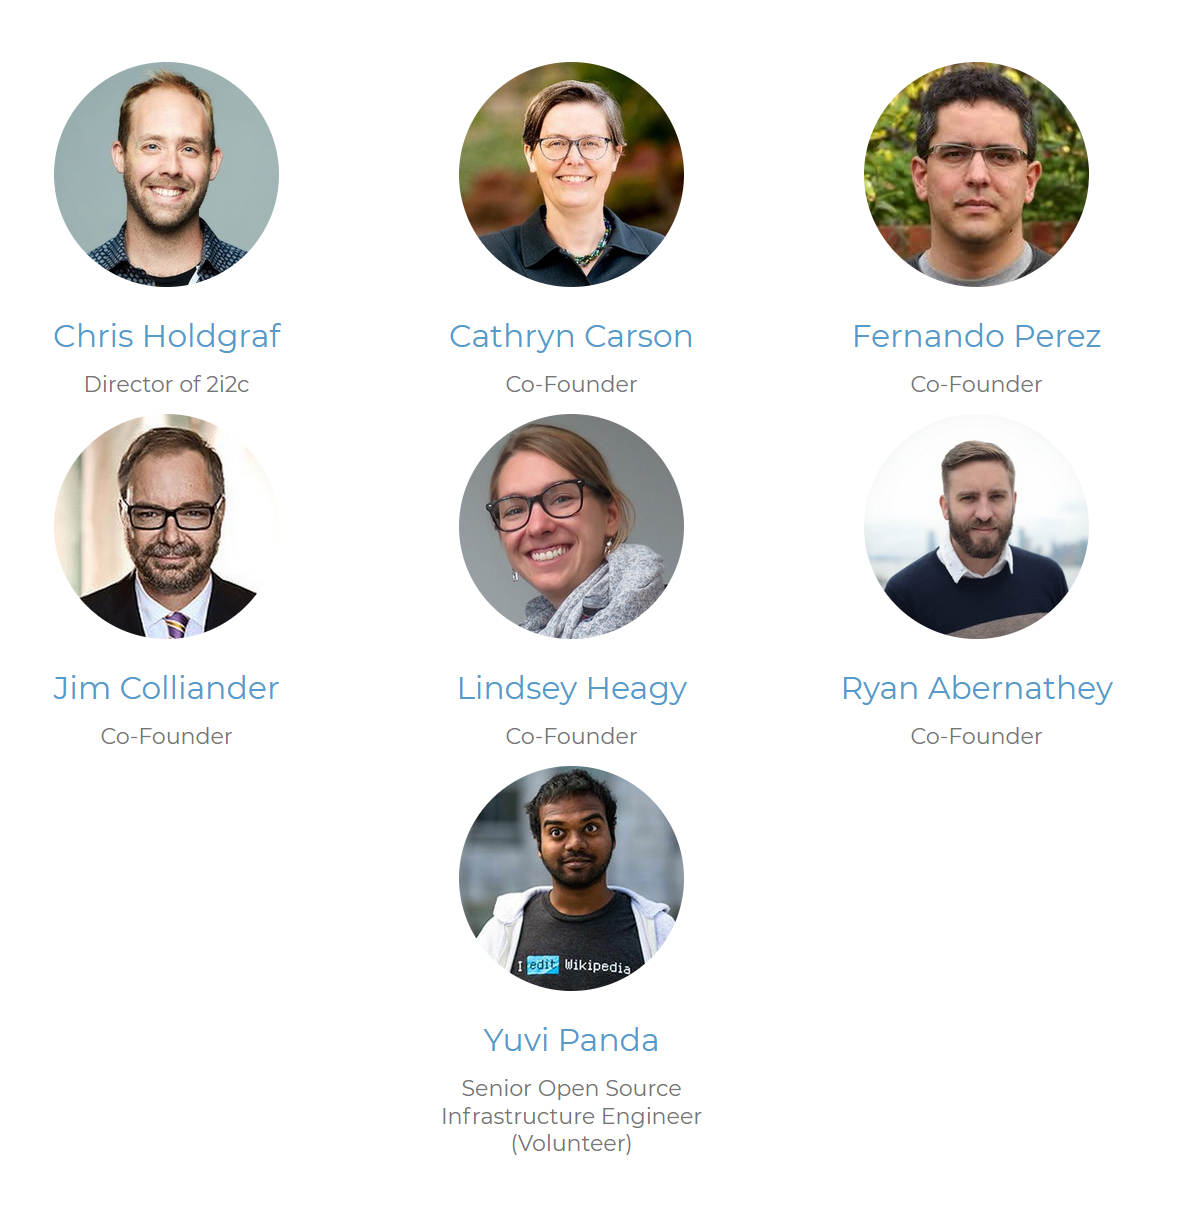 Chris Holdgraf
Director of 2i2c
Cathryn Carson
Co-Founder
Fernando Perez
Co-Founder
Jim Colliander
Co-Founder
Lindsey Heagy
Co-Founder
Ryan Abernathey
Co-Founder
I edit Wikipedia
Yuvi Panda
Senior Open Source
Infrastructure Engineer
(Volunteer)